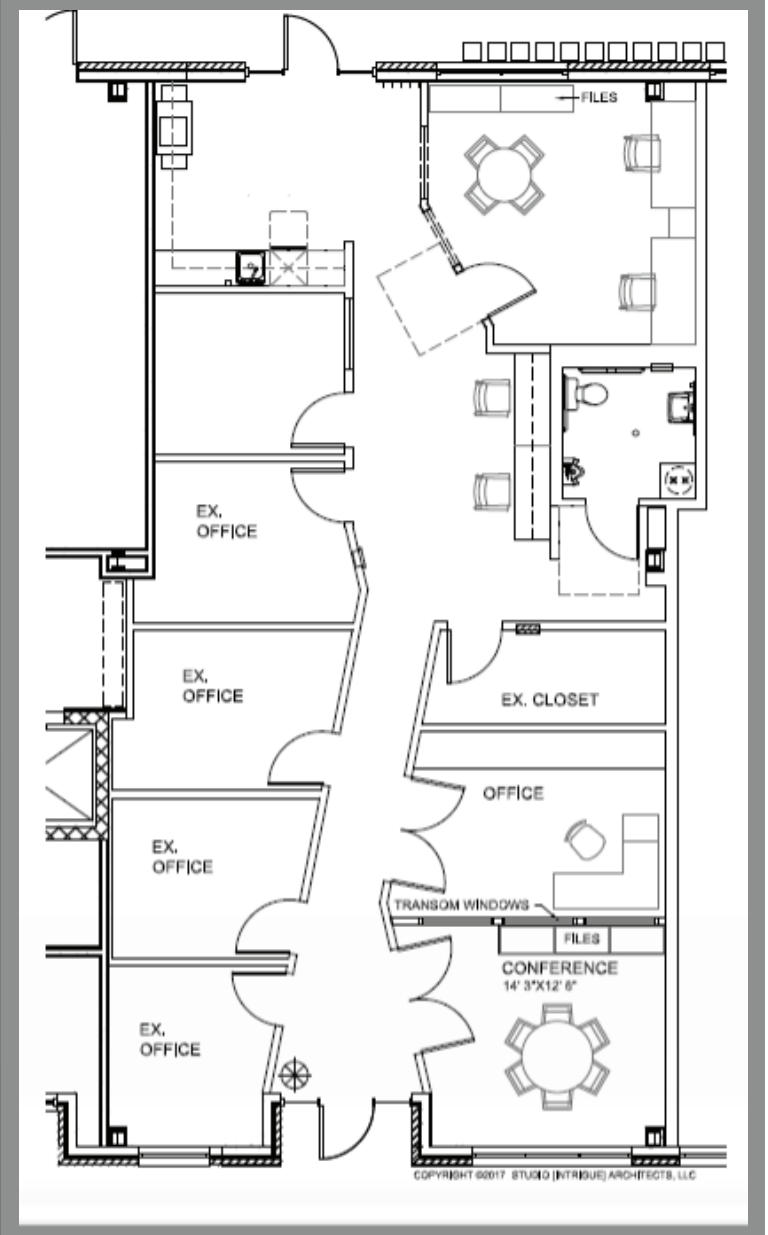 FILES
EX.
OFFICE
EX.
OFFICE
EX. CLOSET
OFFICE
EX.
OFFICE
TRANSOM WINDOWS
FILES
CONFERENCE
14' 3"X12' 6"
EX.
OFFICE
COPYRIGHT ©2017 STUDIO [INTRIGUE] ARCHITECTS, LLC